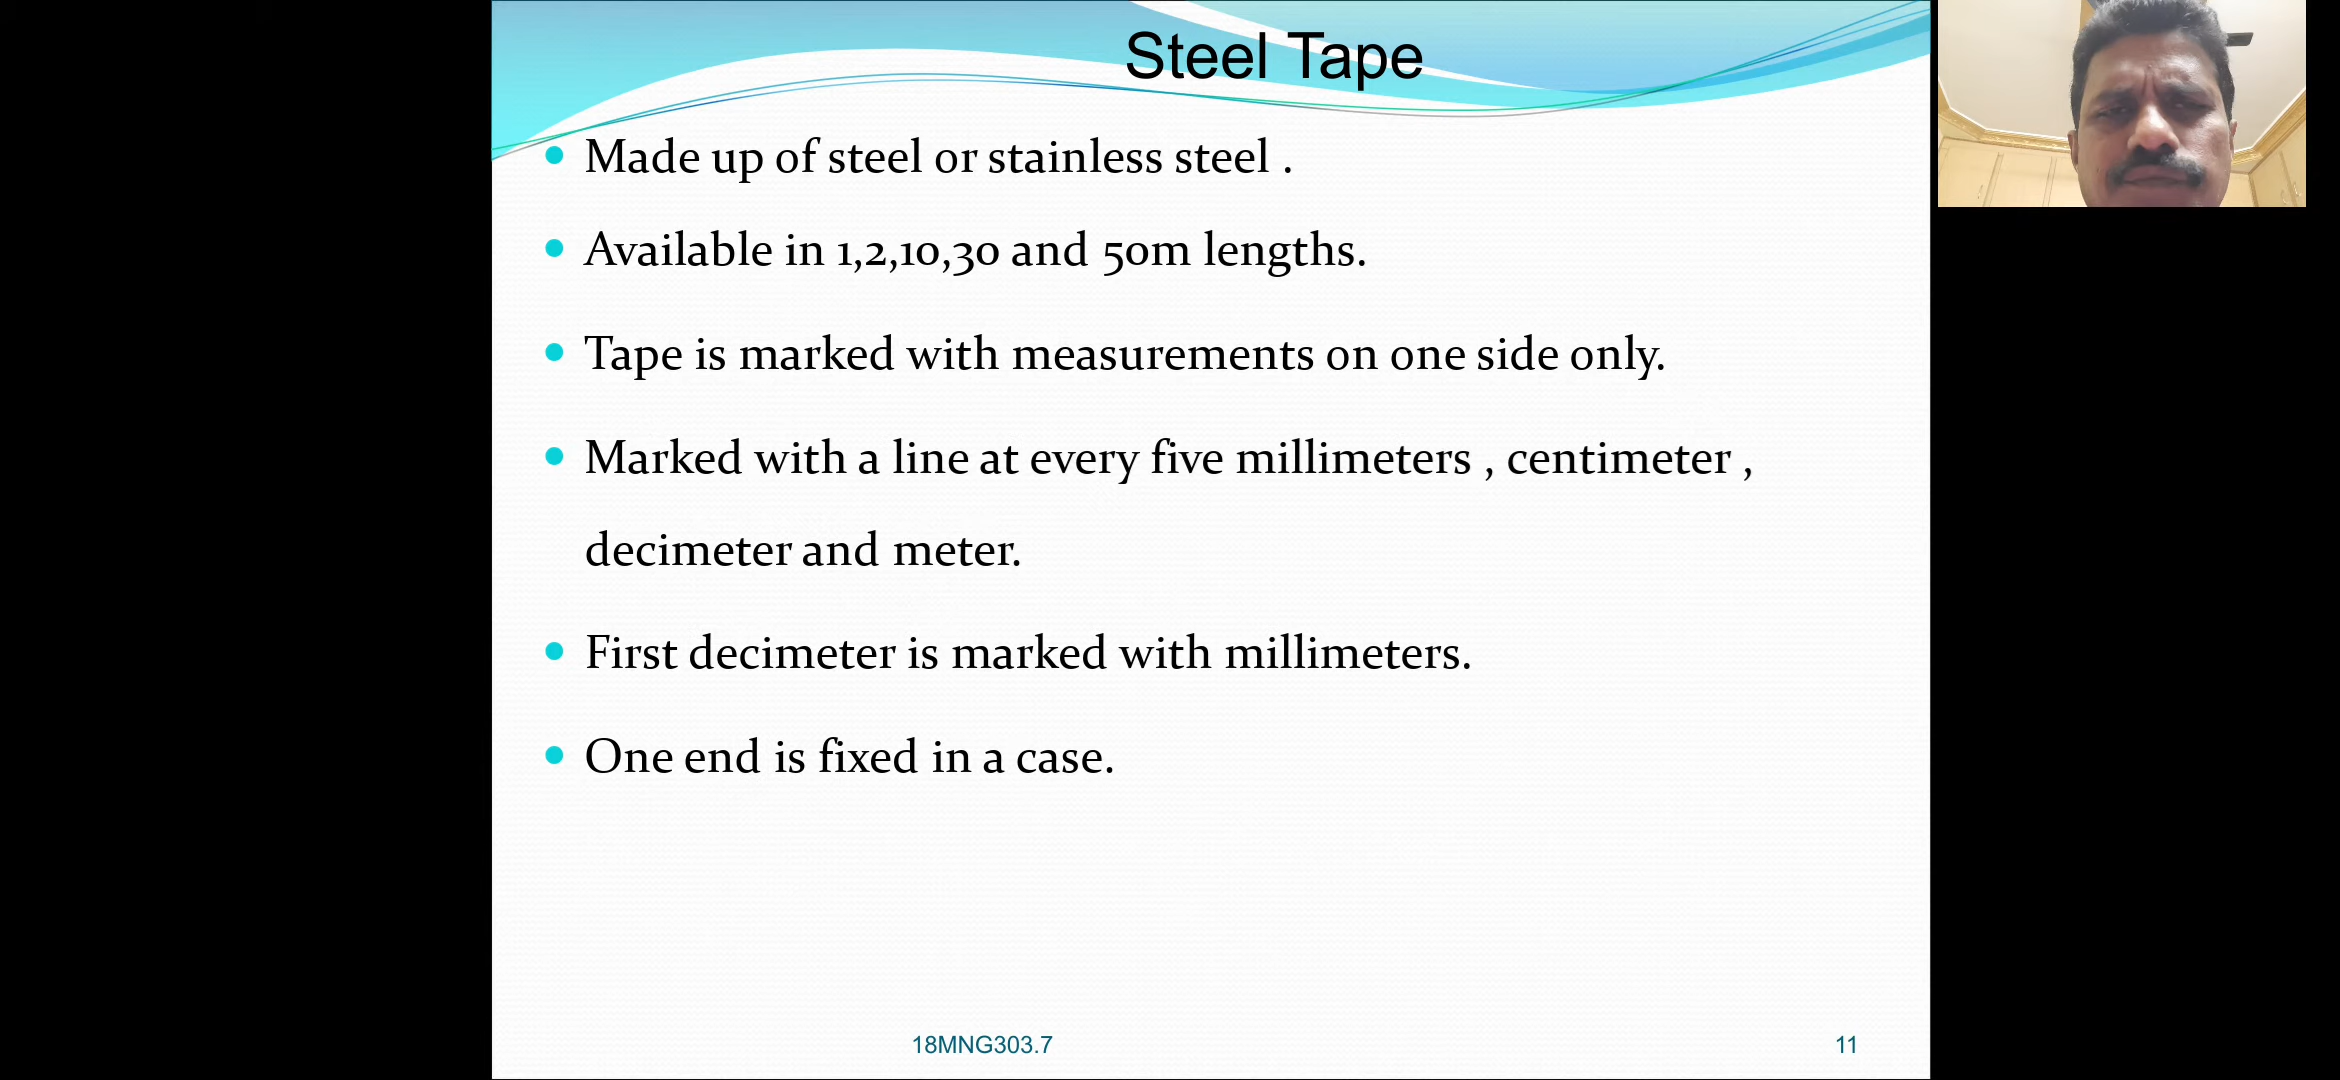 Steel Tape
Made up of steel or stainless steel .
Available in 1,2,10,30 and 50m lengths.
Tape is marked with measurements on one side only.
Marked with a line at every five millimeters , centimeter ,
decimeter and meter.
First decimeter is marked with millimeters.
One end is fixed in a case.
18MNG303.7
11